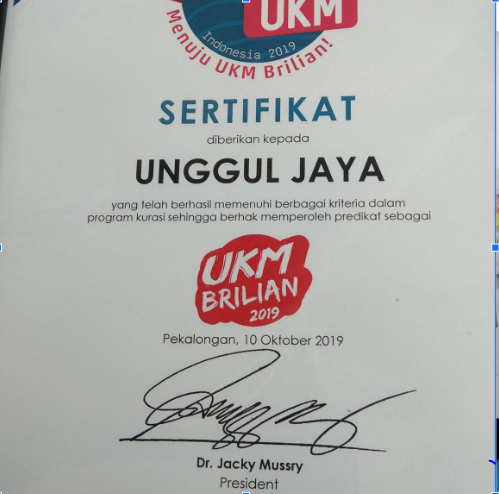 UKM
Indonesia 2019
Menuju UKM Brilian!
SERTIFIKAT
diberikan kepada
UNGGUL JAYA
yang telah berhasil memenuhi berbagai kriteria dalam
program kurasi sehingga berhak memperoleh predikat sebagai
UKM
BRILIAN
2019
Pekalongan, 10 Oktober 2019
Dr. Jacky Mussry
President